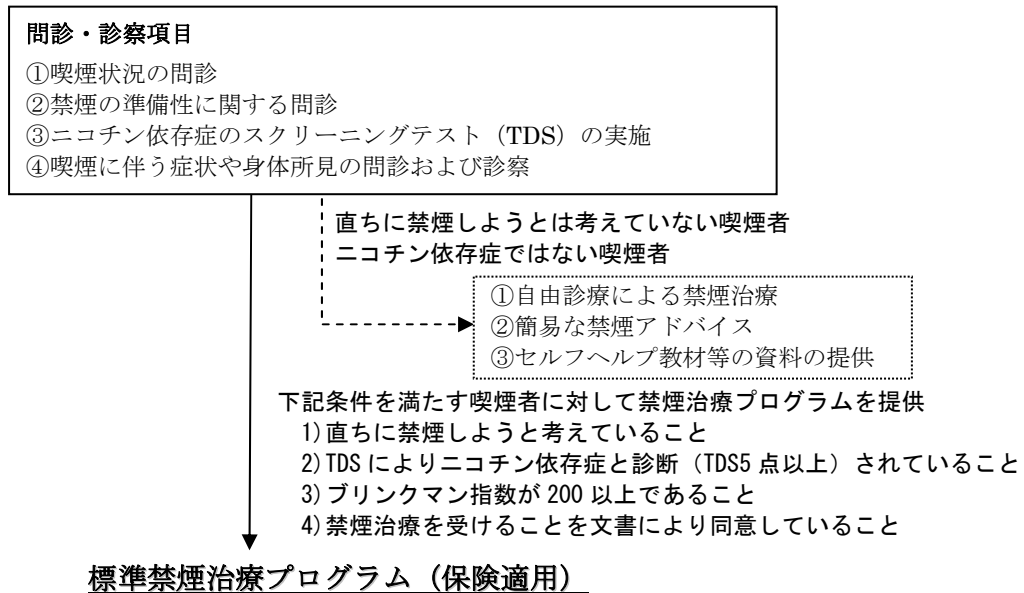 問診・診察項目
①喫煙状況の問診
②禁煙の準備性に関する問診
③ニコチン依存症のスクリーニングテスト（TDS）の実施
④喫煙に伴う症状や身体所見の問診および診察
直ちに禁煙しようとは考えていない喫煙者
ニコチン依存症ではない喫煙者
①自由診療による禁煙治療
②簡易な禁煙アドバイス
③セルフヘルプ教材等の資料の提供
下記条件を満たす喫煙者に対して禁煙治療プログラムを提供
1)直ちに禁煙しようと考えていること
2)TDSによりニコチン依存症と診断（TDS5点以上）されていること
3)ブリンクマン指数が200以上であること
4)禁煙治療を受けることを文書により同意していること
標準禁煙治療プログラム（保険適用）